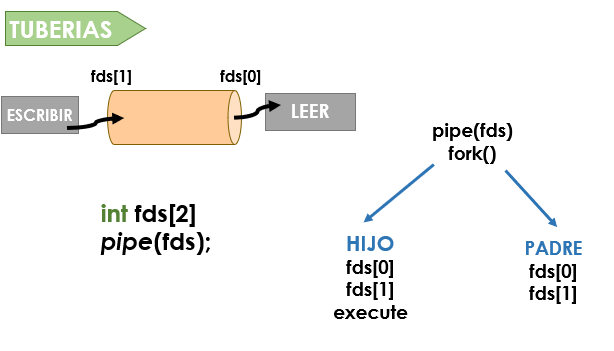 TUBERIAS
fds[1]
fds[0]
ESCRIBIR
LEER
int fds[2]
pipe(fds);
pipe(fds)
fork()
HIJO
fds[0]
fds[1]
execute
PADRE
fds[0]
fds[1]